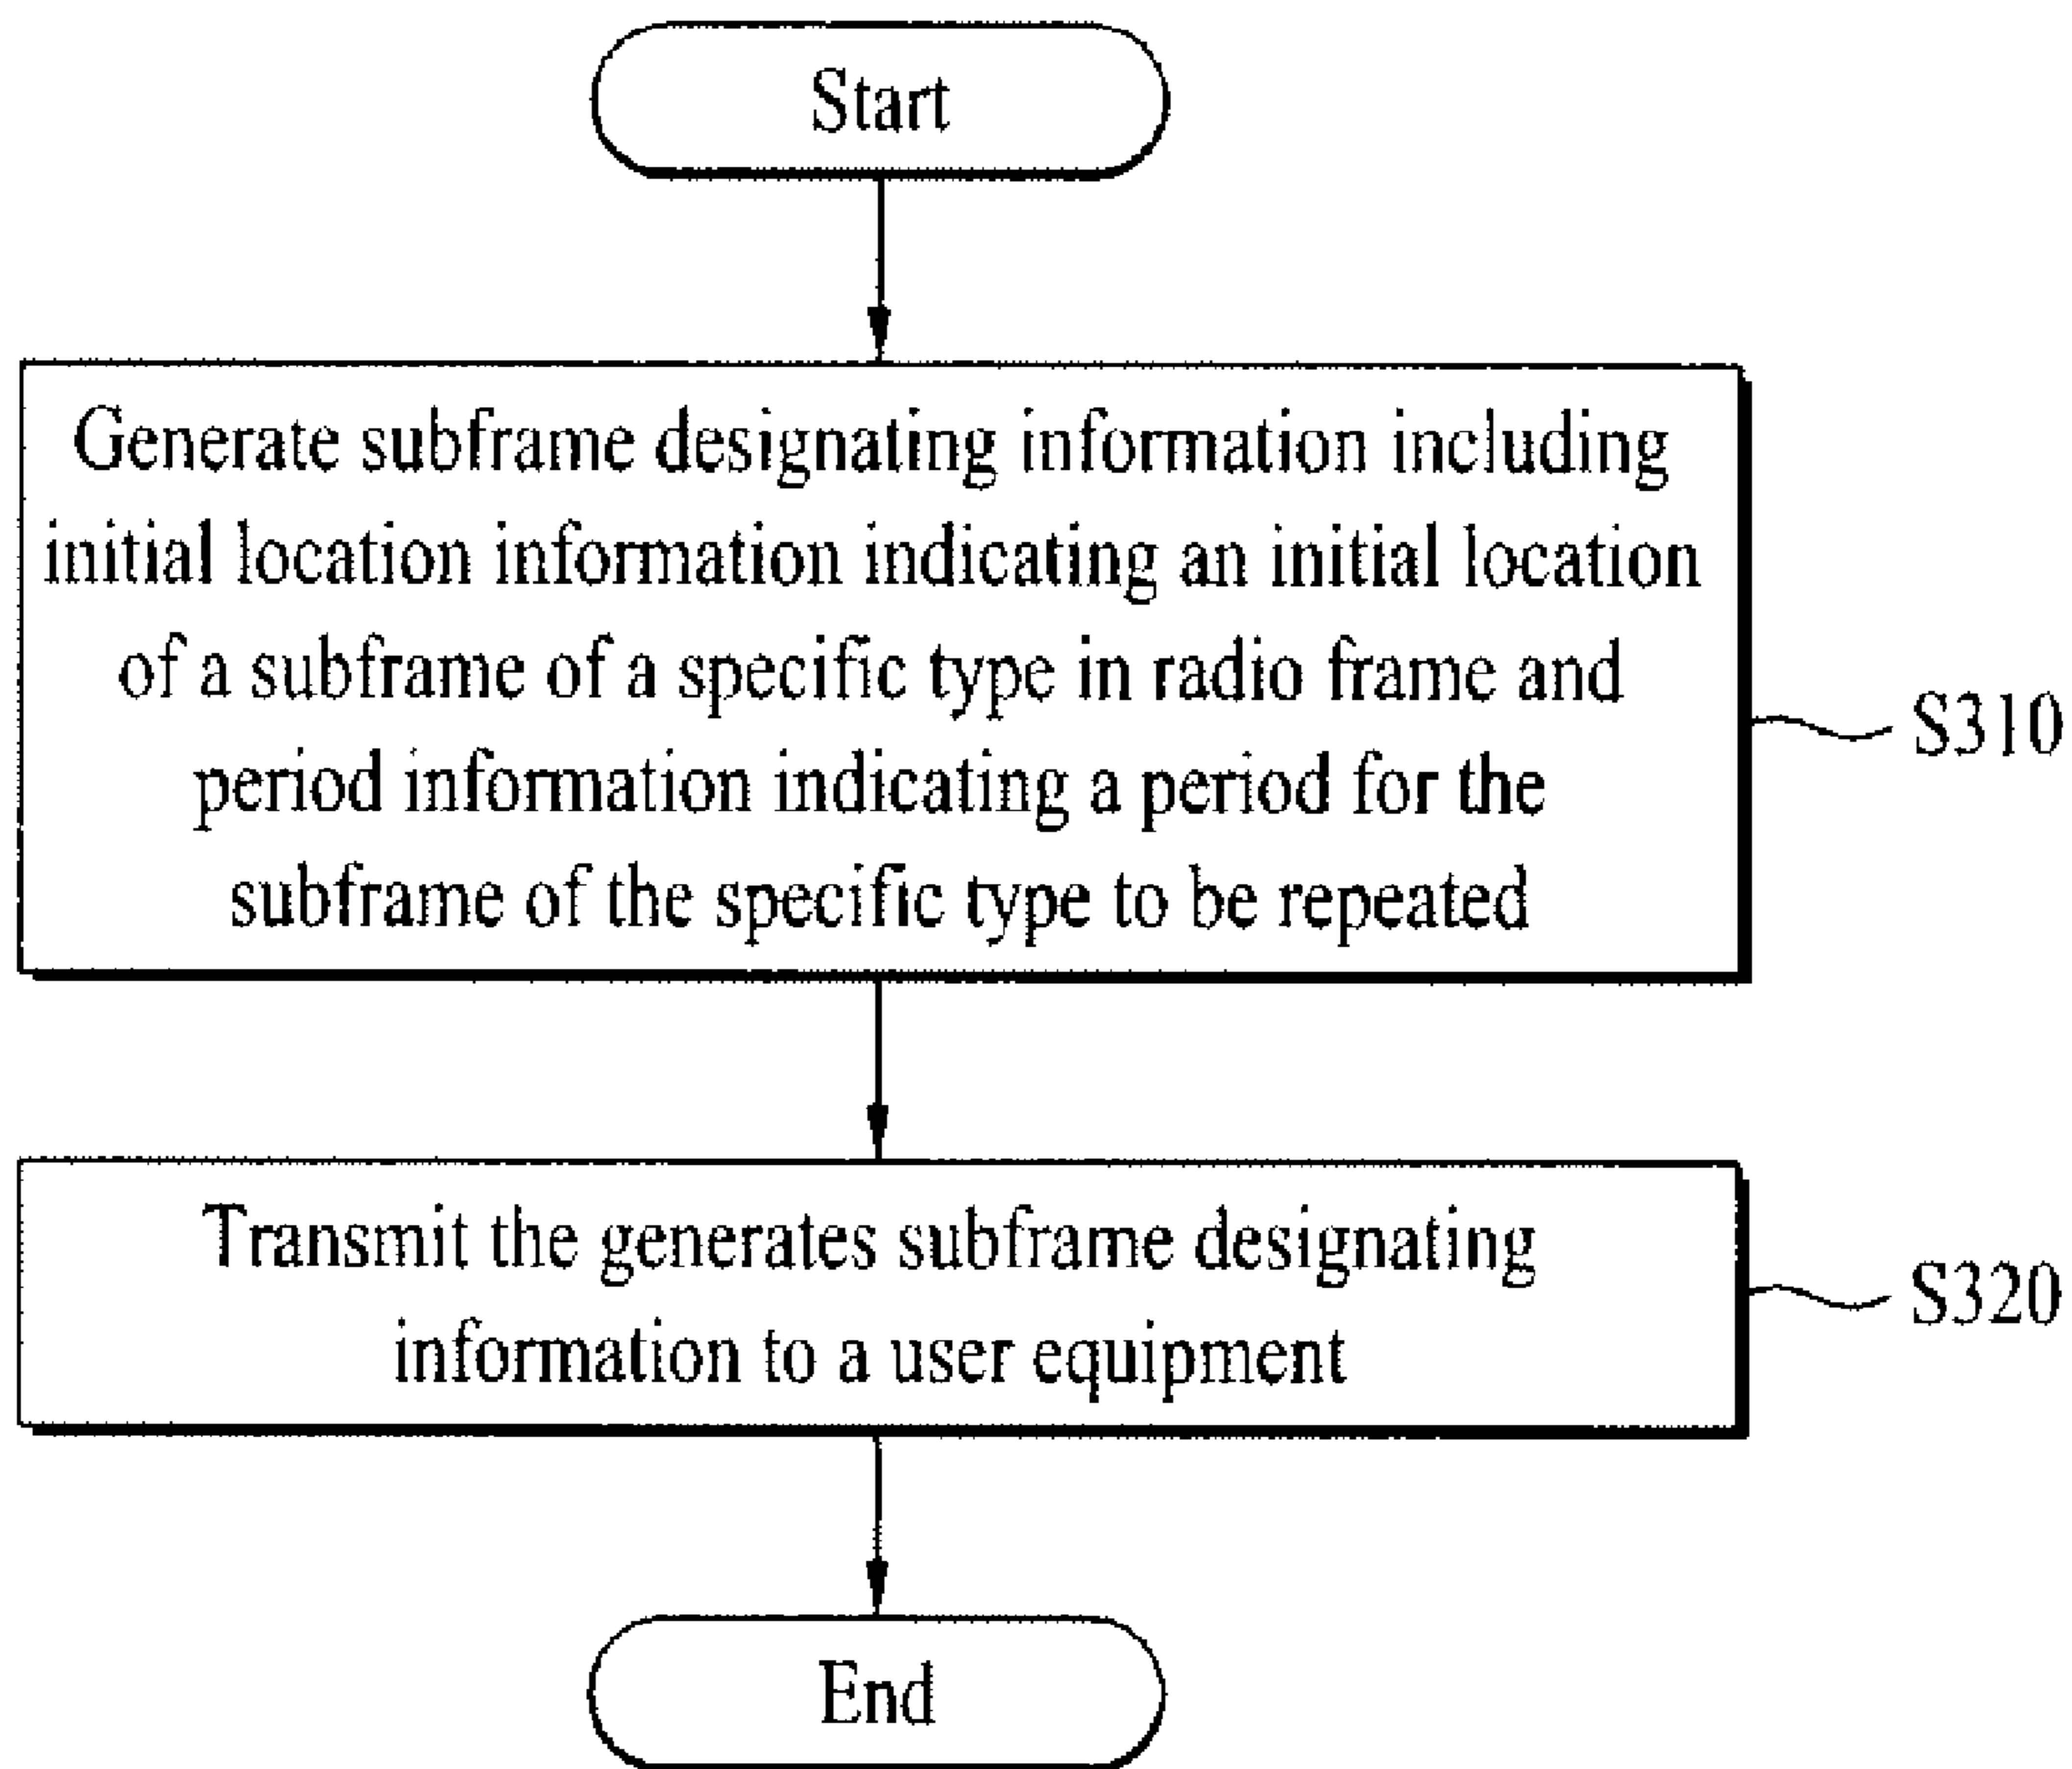 Start
Generate subframe designating information including
initial location information indicating an initial location
of a subframe of a specific type in radio frame and
period information indicating a period for the
subframe of the specific type to be repeated
S310
Transmit the generates subframe designating
information to a user equipment
S320
End